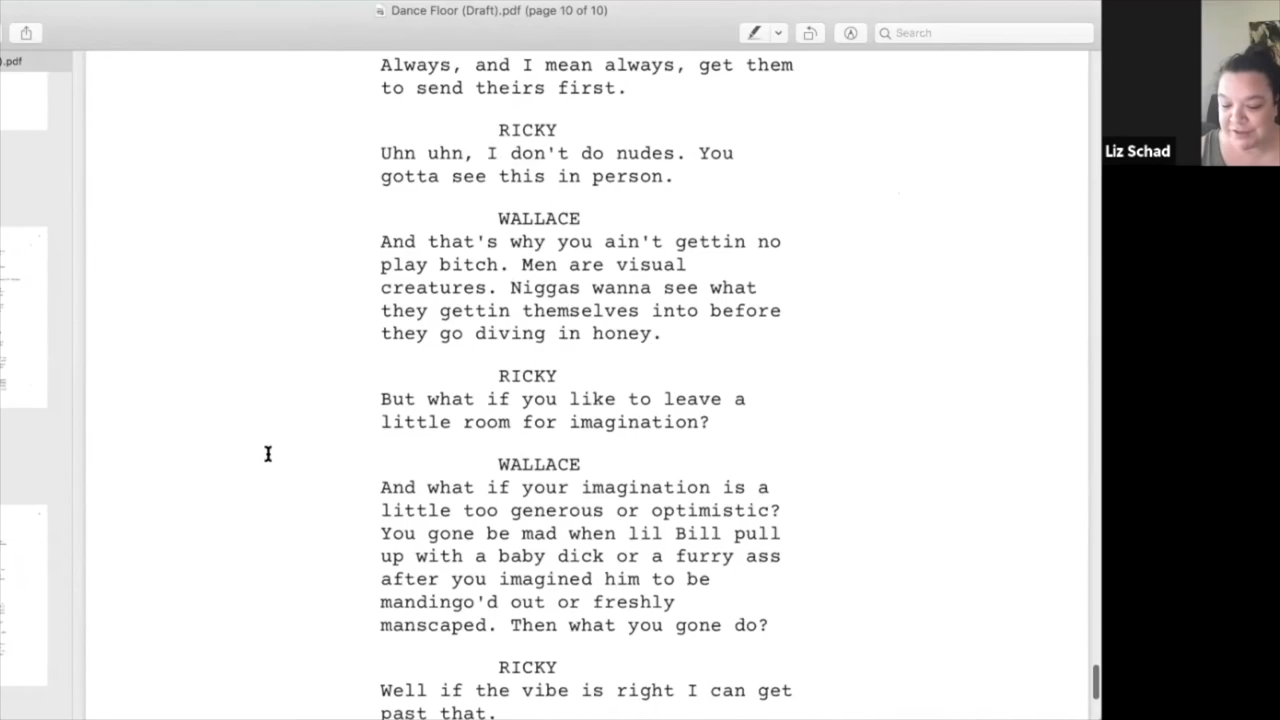 Dance Floor (Draft).pdf (page 10 of 10)
Search
).pdf
Always, and I mean always, get them
to send theirs first.
RICKY
Uhn uhn, I don't do nudes. You
gotta see this in person.
WALLACE
And that's why you ain't gettin no
play bitch. Men are visual
creatures. Niggas wanna see what
they gettin themselves into before
they go diving in honey.
RICKY
But what if you like to leave a
little room for imagination?
WALLACE
And what if your imagination is a
little too generous or optimistic?
You gone be mad when lil Bill pull
up with a baby dick or a furry ass
after you imagined him to be
mandingo'd out or freshly
manscaped. Then what you gone do?
RICKY
Well if the vibe is right I can get
past that.
Liz Schad